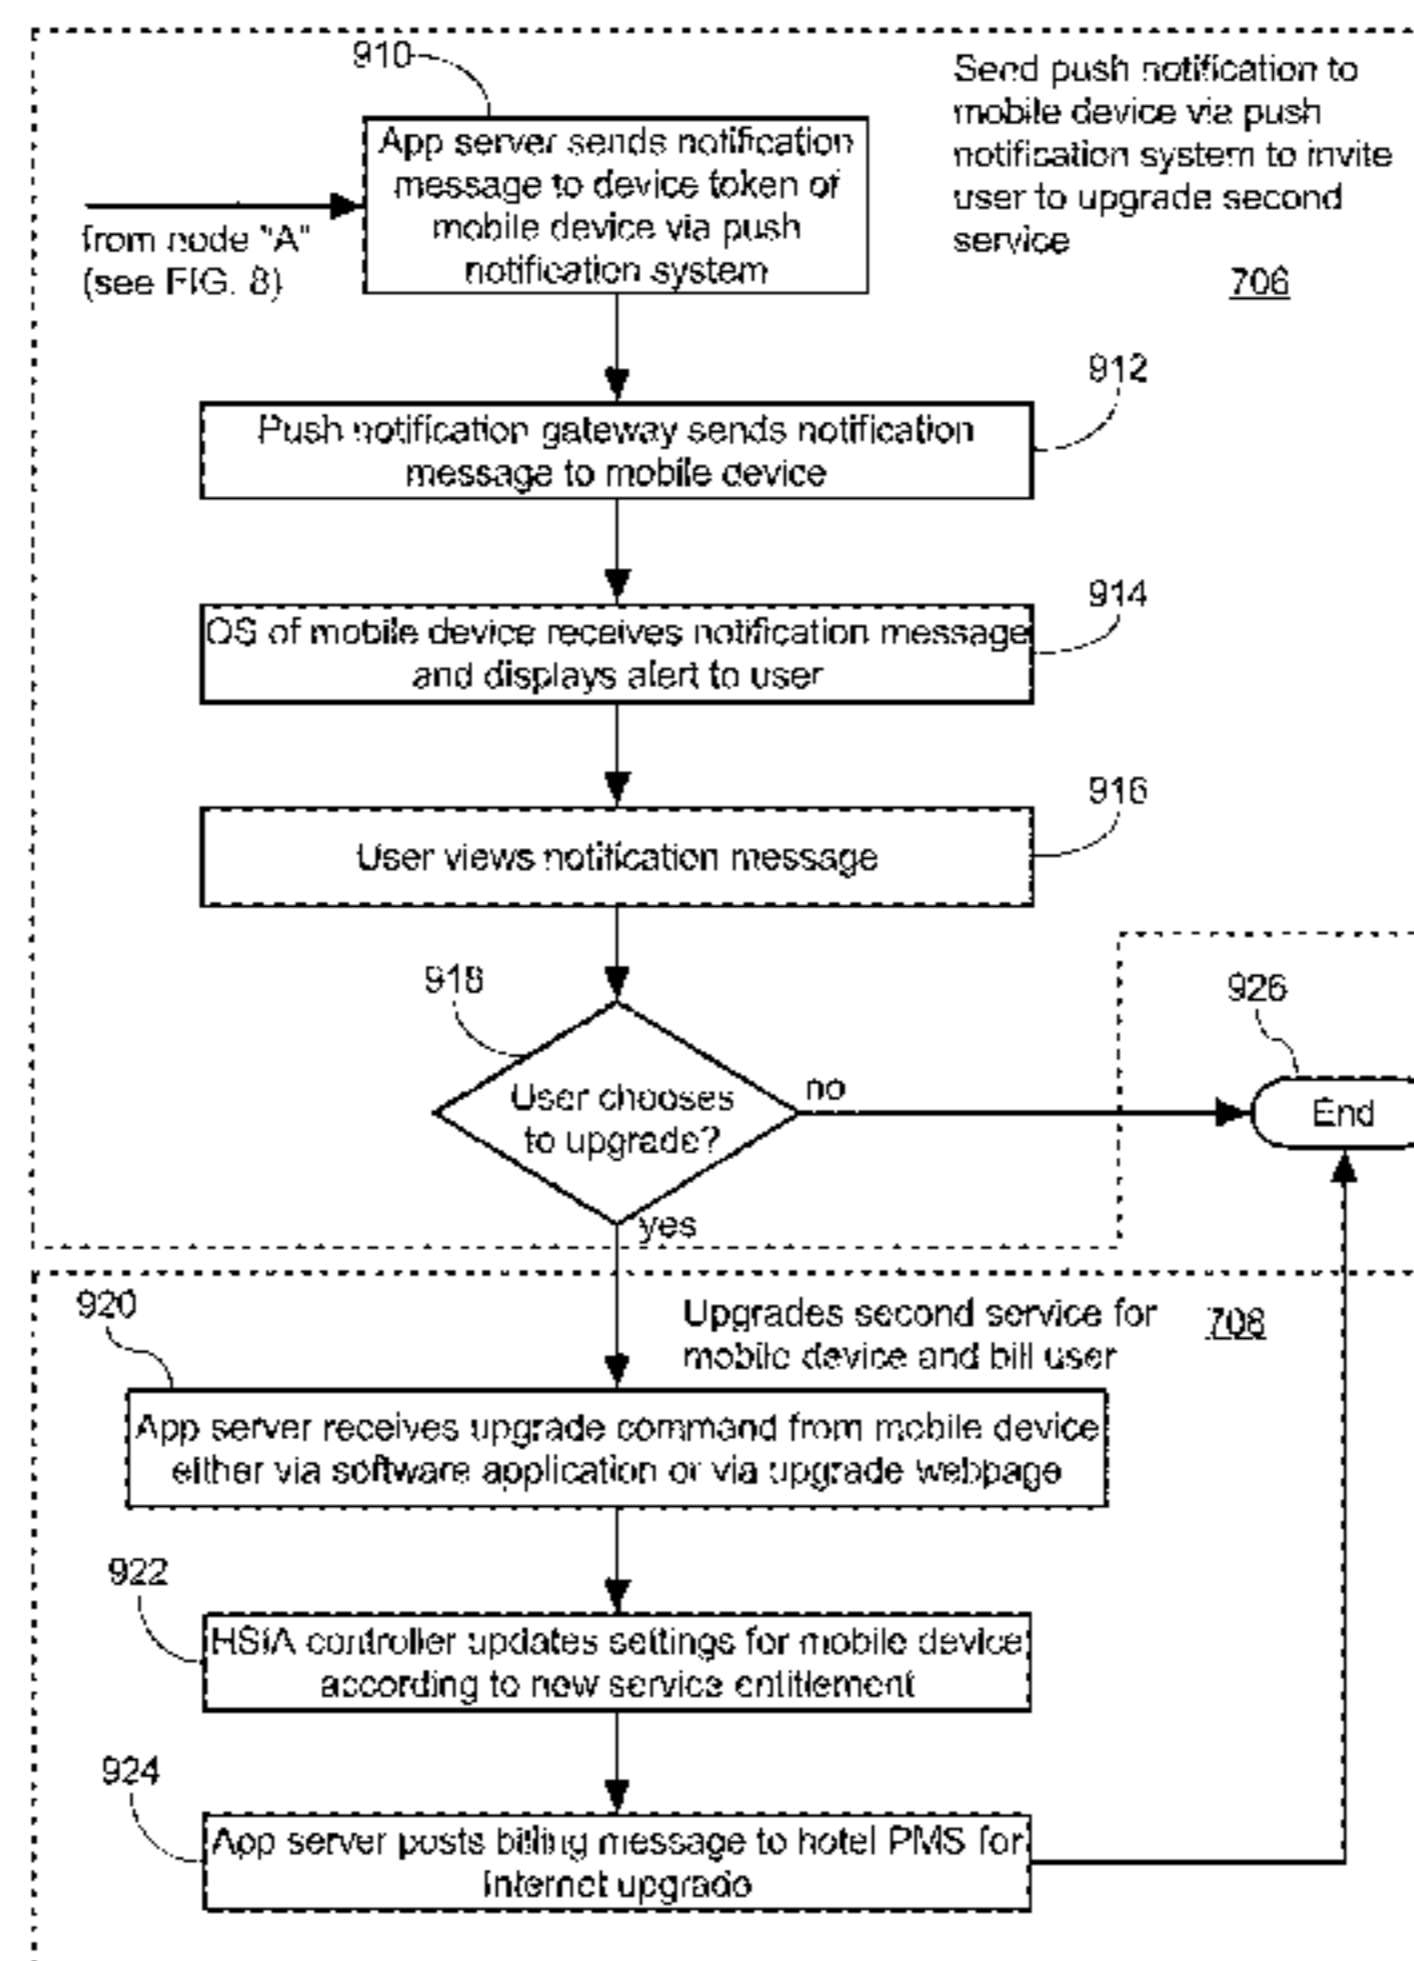 910
Send push notification to
mobile device via push
notification system to invite
user to upgrade second
service
706
App server sends notification
message to device token of
mobile device via push
notification system
from node "A"
(see FIG. 8)
912
Push notification gateway sends notification
message to mobile device
914
OS of mobile device receives notification message
and displays alert to user
916
User views notification message
918
926
User chooses
to upgrade?
no
End
yes
920
Upgrades second service for
mobile device and bill user
708
App server receives upgrade command from mobile device
either via software application or via upgrade webpage
922
HSIA controller updates settings for mobile device
according to new service entitlement
924
App server posts billing message to hotel PMS for
Internet upgrade